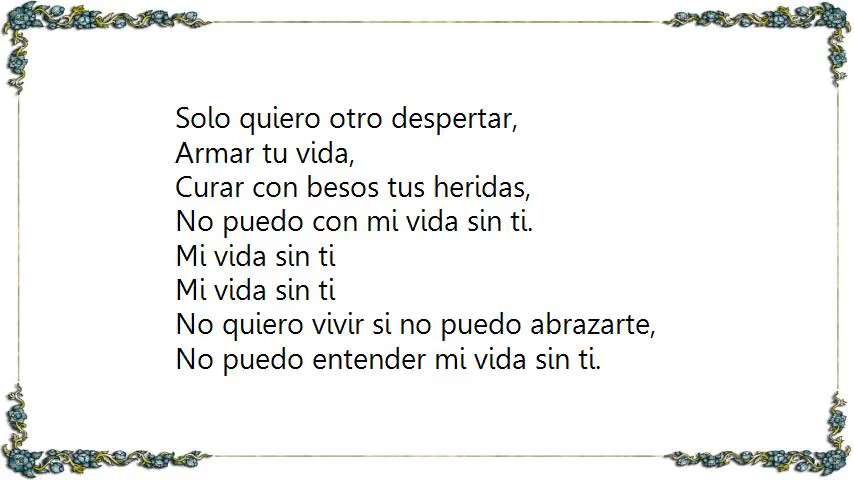 Solo quiero otro despertar,
Armar tu vida,
Curar con besos tus heridas,
No puedo con mi vida sin ti.
Mi vida sin ti
Mi vida sin ti
No quiero vivir si no puedo abrazarte,
No puedo entender mi vida sin ti.